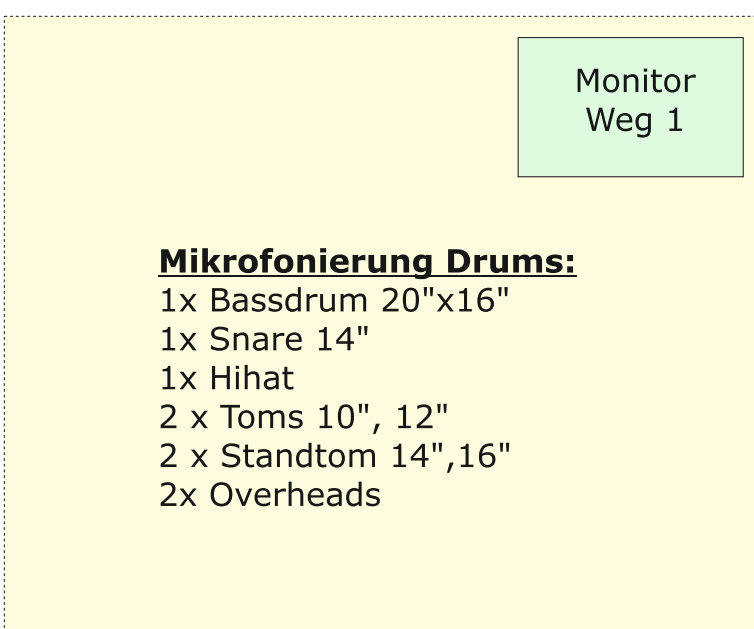 Monitor
Weg 1
Mikrofonierung Drums:
1x Bassdrum 20"x16"
1x Snare 14"
1x Hihat
2 x Toms 10", 12"
2 x Standtom 14",16"
2x Overheads